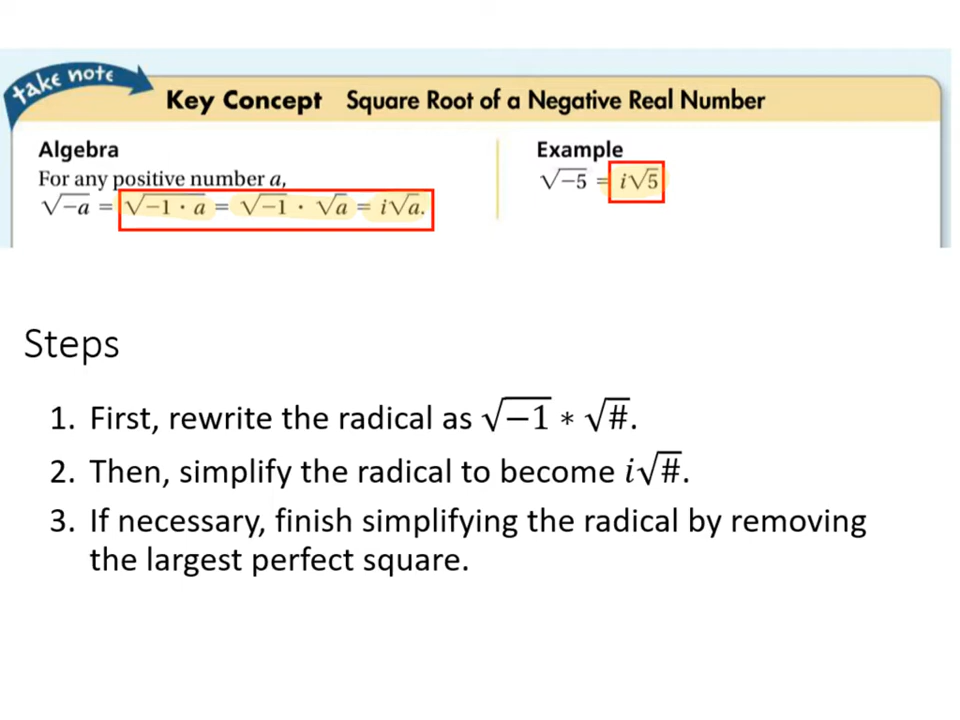 take note
Key Concept Square Root of a Negative Real Number
Algebra
For any positive number a,
√−a = √−1 · a = √−1 · √a = i√a.
Example
√−5 = i√5
Steps
1. First, rewrite the radical as √−1 * √#.
2. Then, simplify the radical to become i√#.
3. If necessary, finish simplifying the radical by removing
the largest perfect square.